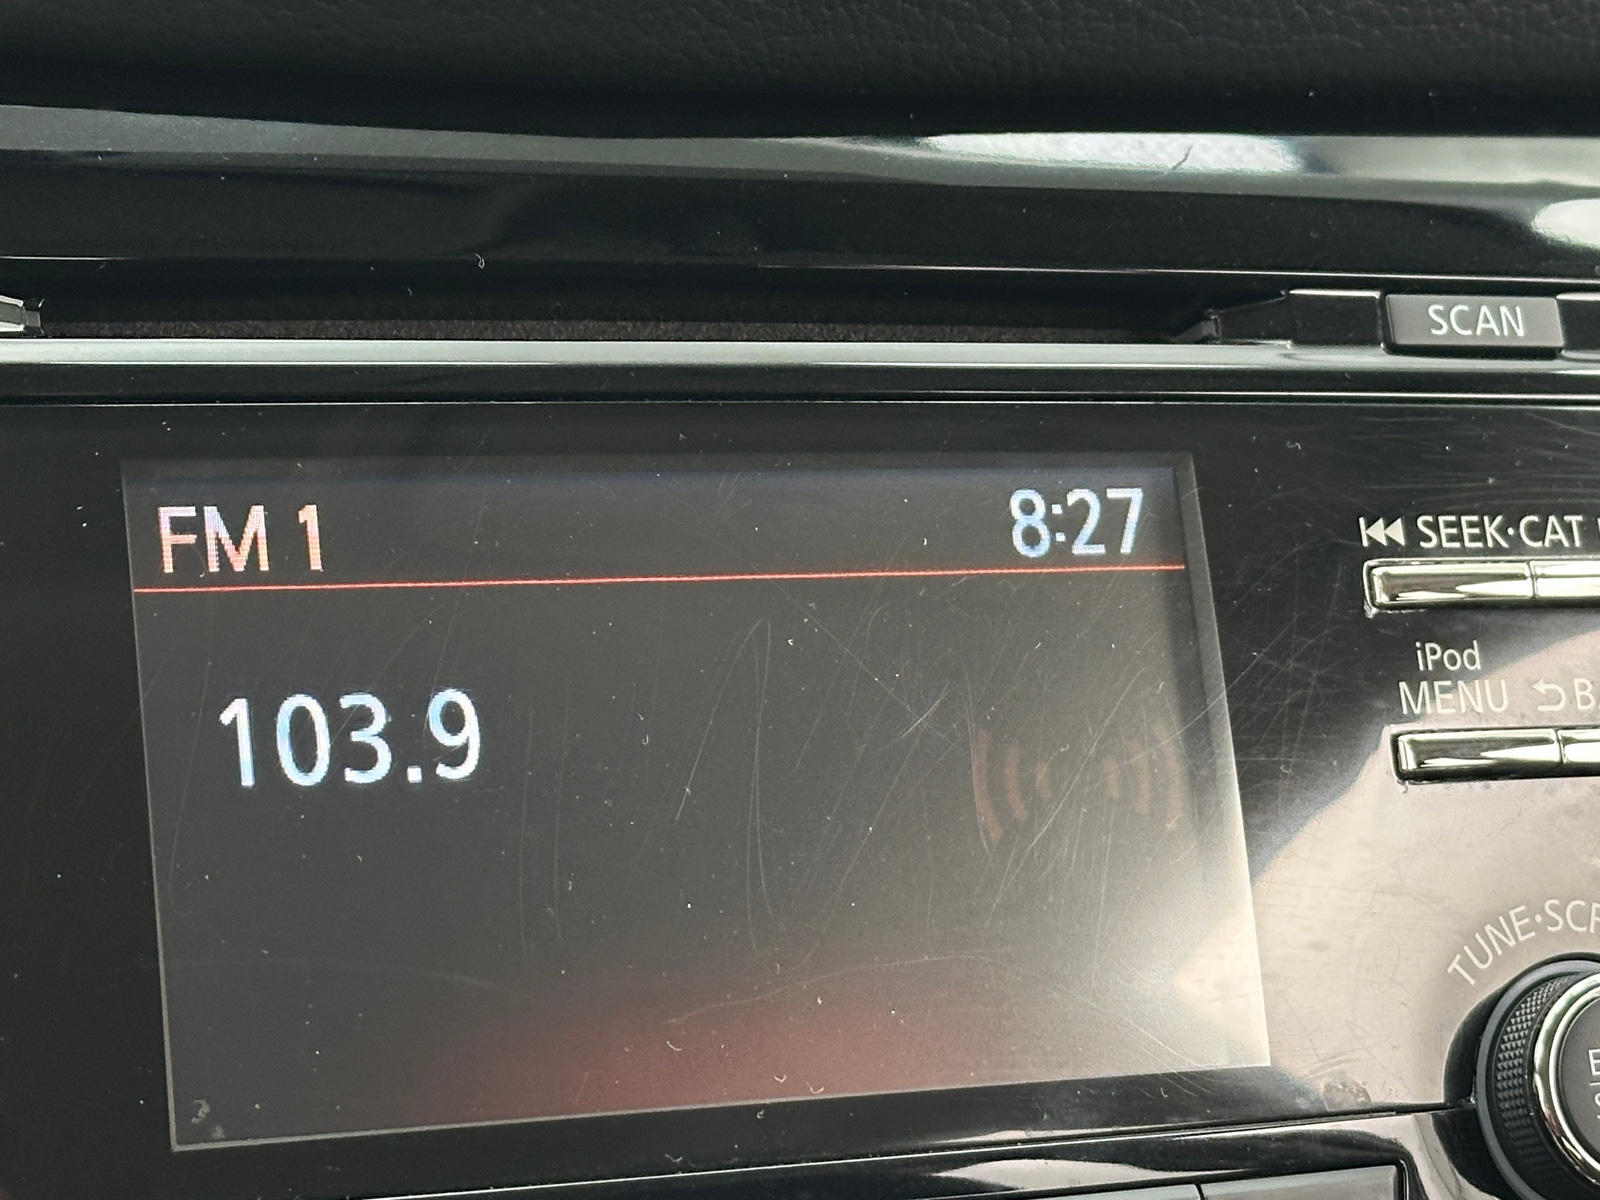 SCAN
FM 1 8:27
SEEK·CAT
103.9
iPod
MENU